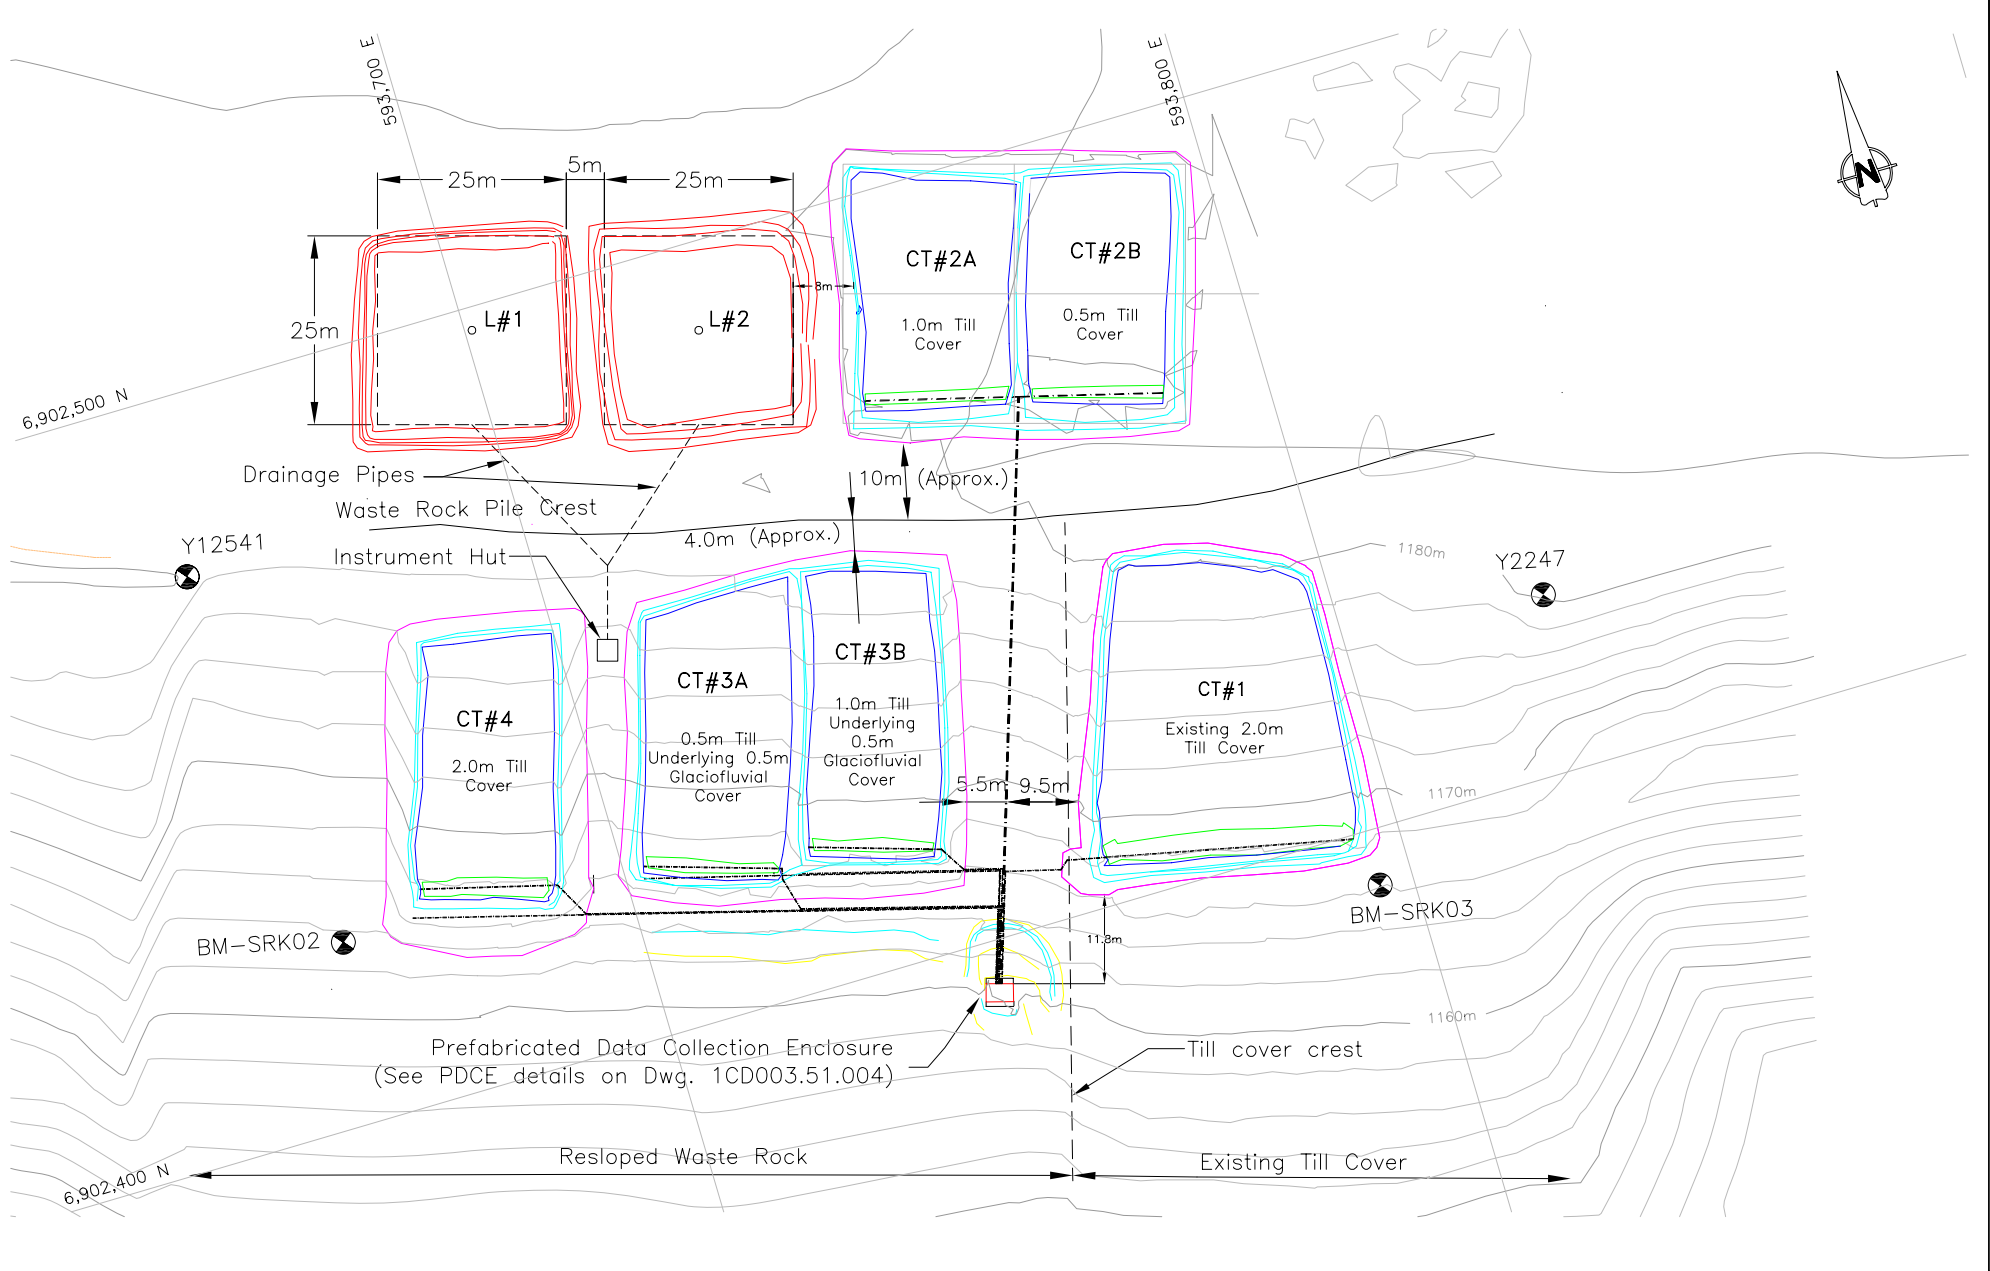 593,700 E
593,800 E
5m
25m
25m
N
CT#2A
CT#2B
8m
1.0m Till
Cover
0.5m Till
Cover
L#1
L#2
25m
6,902,500 N
Drainage Pipes
10m (Approx.)
Waste Rock Pile Crest
4.0m (Approx.)
Y12541
Instrument Hut
1180m
Y2247
CT#3B
CT#3A
CT#1
CT#4
1.0m Till
Underlying
0.5m
Glaciofluvial
Cover
0.5m Till
Underlying 0.5m
Glaciofluvial
Cover
Existing 2.0m
Till Cover
2.0m Till
Cover
5.5m
9.5m
1170m
BM-SRK03
BM-SRK02
11.8m
1160m
Prefabricated Data Collection Enclosure
(See PDCE details on Dwg. 1CD003.51.004)
Till cover crest
Resloped Waste Rock
Existing Till Cover
6,902,400 N